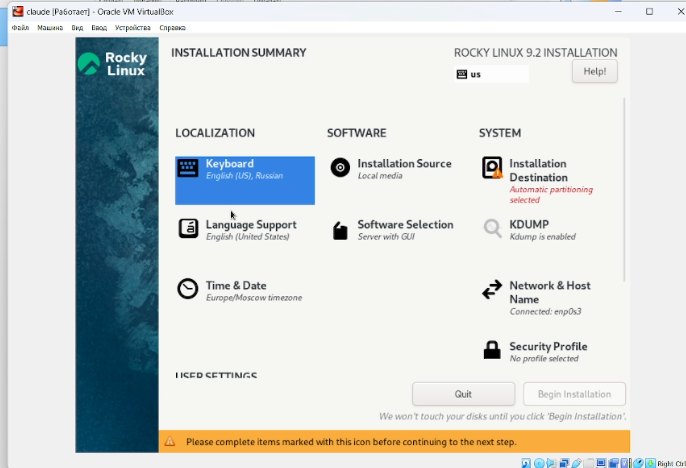 claude [Работает] - Oracle VM VirtualBox
Файл Машина Вид Ввод Устройства Справка
Rocky
Linux
INSTALLATION SUMMARY
ROCKY LINUX 9.2 INSTALLATION
us
Help!
LOCALIZATION
Keyboard
English (US), Russian
Language Support
English (United States)
Time & Date
Europe/Moscow timezone
SOFTWARE
Installation Source
Local media
Software Selection
Server with GUI
SYSTEM
Installation
Destination
Automatic partitioning
selected
KDUMP
Kdump is enabled
Network & Host
Name
Connected: enp0s3
Security Profile
No profile selected
USER SETTINGS
Quit
Begin Installation
We won't touch your disks until you click 'Begin Installation'.
Please complete items marked with this icon before continuing to the next step.
Right Ctrl